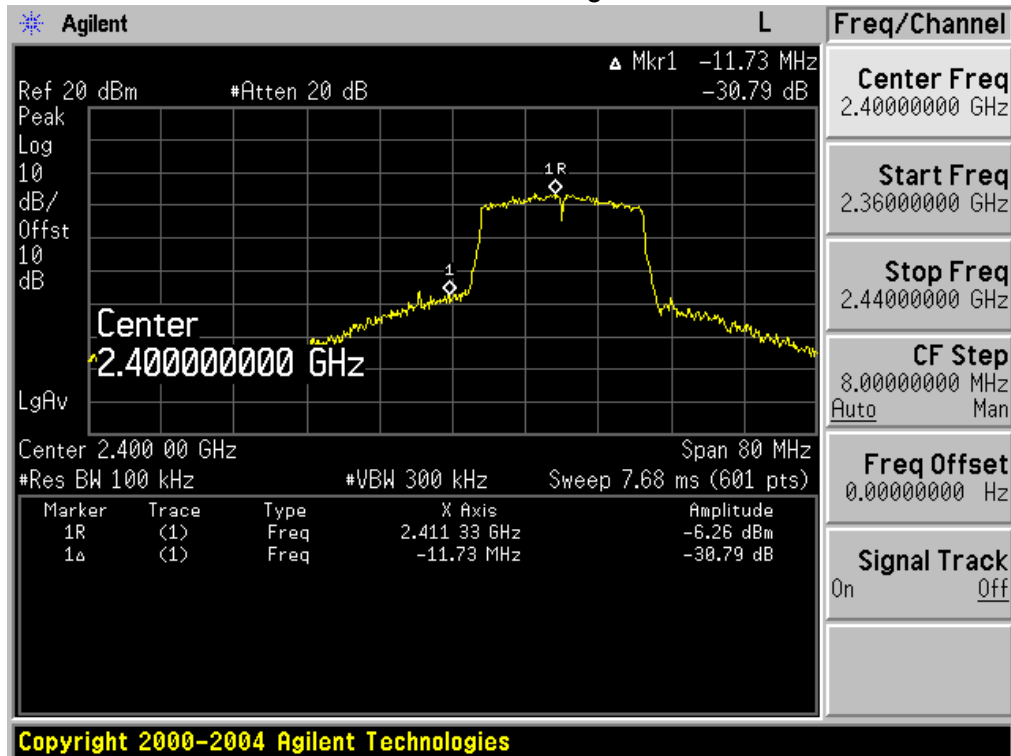 Agilent L Freq/Channel
Δ Mkr1 -11.73 MHz
Ref 20 dBm #Atten 20 dB -30.79 dB
Peak
Log
10
dB/
Offst
10
dB
1R
1
Center
2.400000000 GHz
LgAv
Center 2.400 00 GHz Span 80 MHz
#Res BW 100 kHz #VBW 300 kHz Sweep 7.68 ms (601 pts)
Marker Trace Type X Axis Amplitude
1R (1) Freq 2.411 33 GHz -6.26 dBm
1Δ (1) Freq -11.73 MHz -30.79 dB
Center Freq
2.40000000 GHz
Start Freq
2.36000000 GHz
Stop Freq
2.44000000 GHz
CF Step
8.00000000 MHz
Auto Man
Freq Offset
0.00000000 Hz
Signal Track
On Off
Copyright 2000-2004 Agilent Technologies